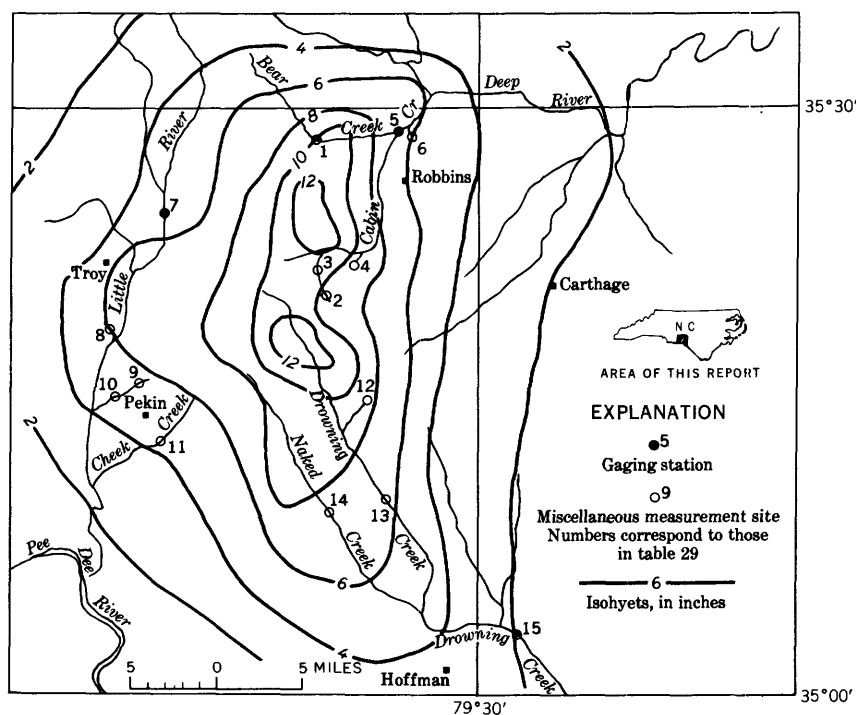 4
2
Bear
6
Deep
River
35°30'
River
8
Creek
5
Cr
10
1
6
2
12
Robbins
7
Cabin
3
4
Troy
Little
2
Carthage
8
12
N C
AREA OF THIS REPORT
9
12
10
Pekin
Drowning
EXPLANATION
5
Gaging station
2
Creek
Cheek
11
Naked
9
Miscellaneous measurement site
Numbers correspond to those
in table 29
14
13
Creek
Creek
6
6
Isohyets, in inches
Pee
Dee
River
4
Drowning
15
Creek
5 0 5 MILES
Hoffman
79°30'
35°00'